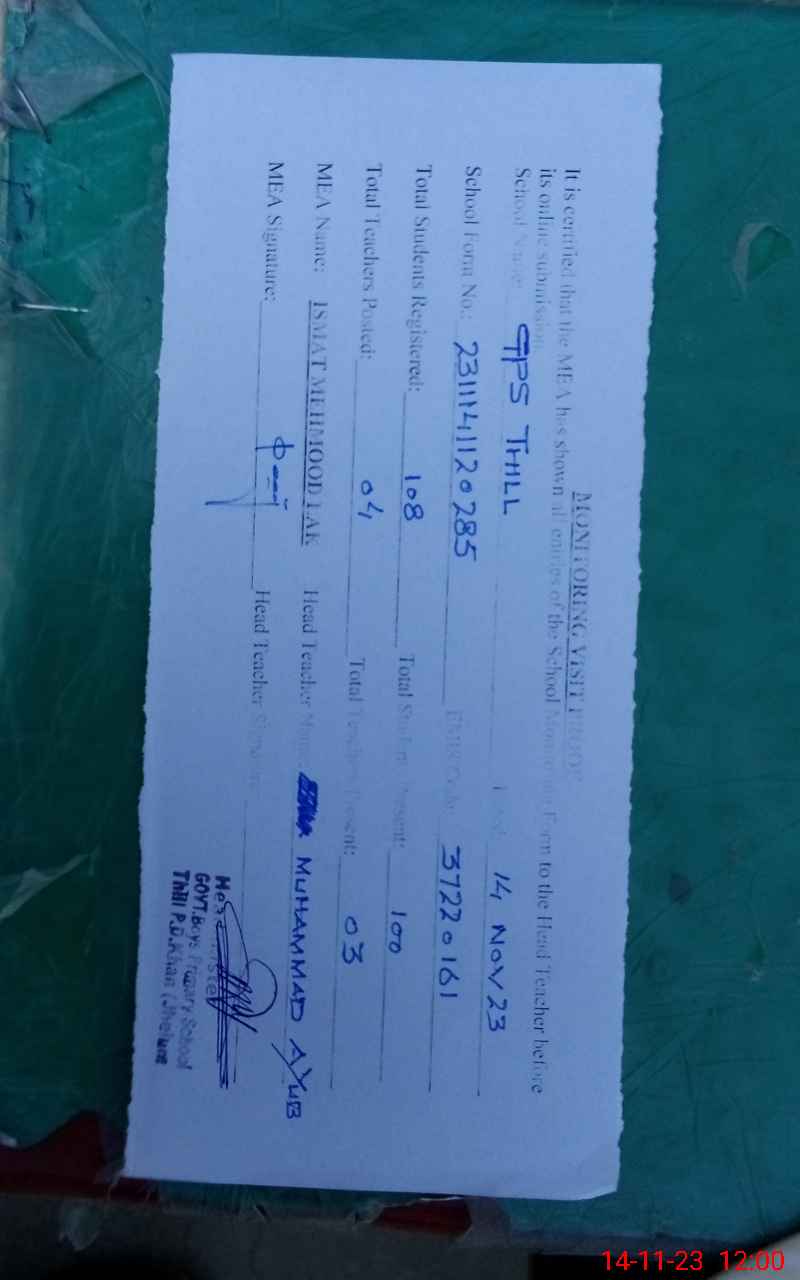 MONITORING VISIT PROOF
It is certified that the MEA has shown all entries of the School Monitoring Form to the Head Teacher before
its online submission.
School Name: GPS THLL 14 Nov 23
School Form No.: 231114112 0285 EMIS Code: 37220161
Total Students Registered: 108 Total Students Present: 100
Total Teachers Posted: 04 Total Teachers Present: 03
MEA Name: ISMAT MEHMOOD LAK Head Teacher Name: MUHAMMAD AYUB
MEA Signature: Head Teacher Signature
GOVT.Boys Primary School
Thill P.D.Khan (Jhelum
14-11-23 12:00